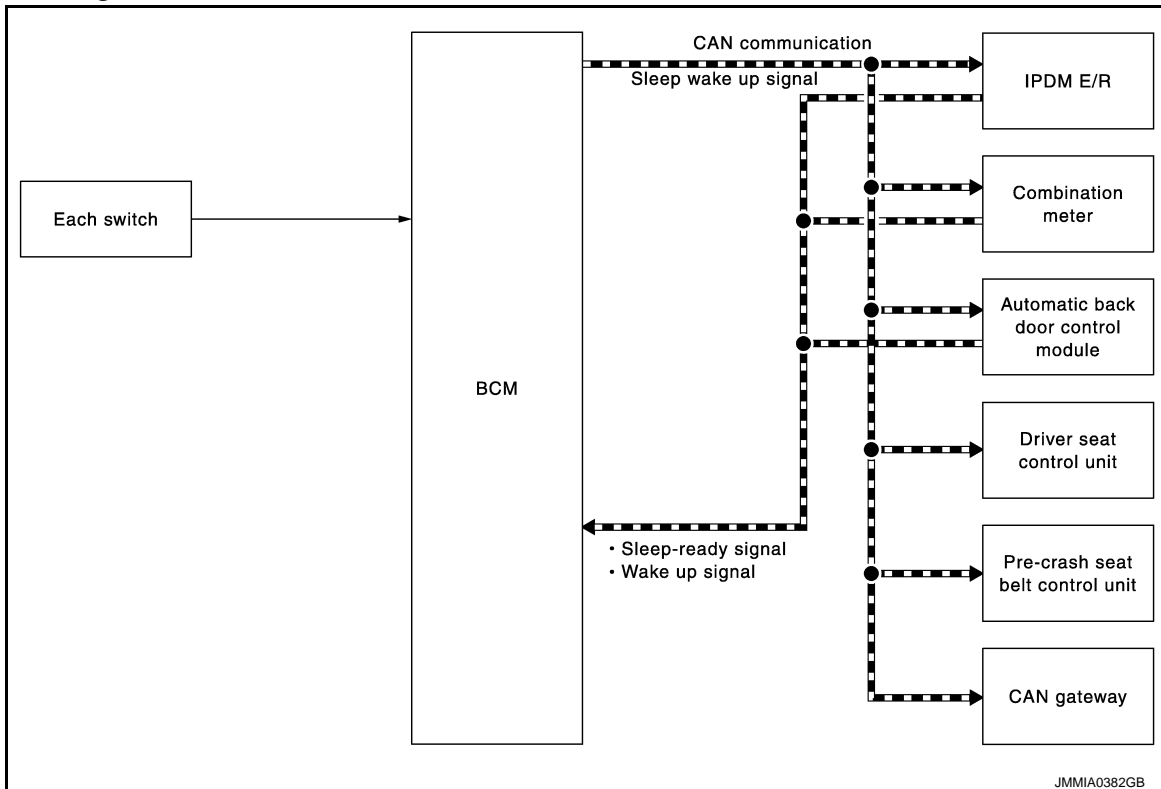 CAN communication
Sleep wake up signal
IPDM E/R
Each switch
Combination
meter
Automatic back
door control
module
BCM
Driver seat
control unit
• Sleep-ready signal
• Wake up signal
Pre-crash seat
belt control unit
CAN gateway
JMMIA0382GB